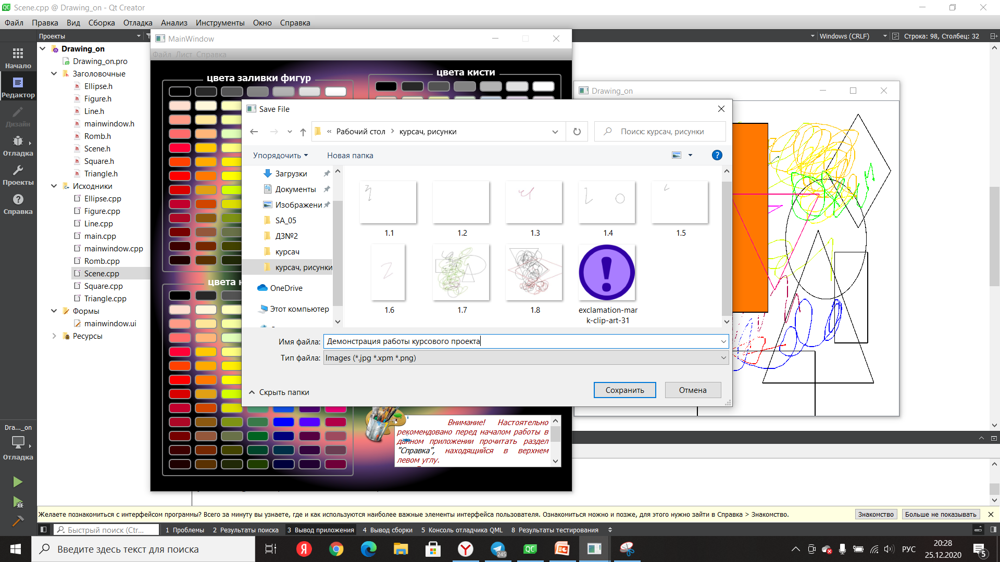 Scene.cpp @ Drawing_on - Qt Creator
Файл Правка Вид Сборка Отладка Анализ Инструменты Окно Справка
Проекты
Windows (CRLF)
Строка: 98, Столбец: 32
Начало
Редактор
Дизайн
Отладка
Проекты
Справка
Drawing_on
Drawing_on.pro
Заголовочные
Ellipse.h
Figure.h
Line.h
mainwindow.h
Romb.h
Scene.h
Square.h
Triangle.h
Исходники
Ellipse.cpp
Figure.cpp
Line.cpp
main.cpp
mainwindow.cpp
Romb.cpp
Scene.cpp
Square.cpp
Triangle.cpp
Формы
mainwindow.ui
Ресурсы
Dra..._on
Отладка
MainWindow
Файл Лист Справка
цвета заливки фигур
цвета кисти
цвета
Внимание! Настоятельно
рекомендовано перед началом работы в
данном приложении прочитать раздел
"Справка", находящийся в верхнем
левом углу.
Drawing_on
Save File
« Рабочий стол > курсач, рисунки
Поиск: курсач, рисунки
Упорядочить
Новая папка
Загрузки
Документы
Изображени
SA_05
ДЗ№2
курсач
курсач, рисунки
OneDrive
Этот компьютер
1.1
1.2
1.3
1.4
1.5
1.6
1.7
1.8
exclamation-mar
k-clip-art-31
Имя файла: Демонстрация работы курсового проекта
Тип файла: Images (*.jpg *.xpm *.png)
Скрыть папки
Сохранить
Отмена
Желаете познакомиться с интерфейсом программы? Всего за минуту вы узнаете, где и как используются наиболее важные элементы интерфейса пользователя. Ознакомиться можно и позже, для этого нужно зайти в Справка > Знакомство.
Знакомство
Больше не показывать
Быстрый поиск (Ctr...
1 Проблемы
2 Результаты поиска
3 Вывод приложения
4 Вывод сборки
5 Консоль отладчика QML
8 Результаты тестирования
Введите здесь текст для поиска
245
РУС
20:28
25.12.2020
5